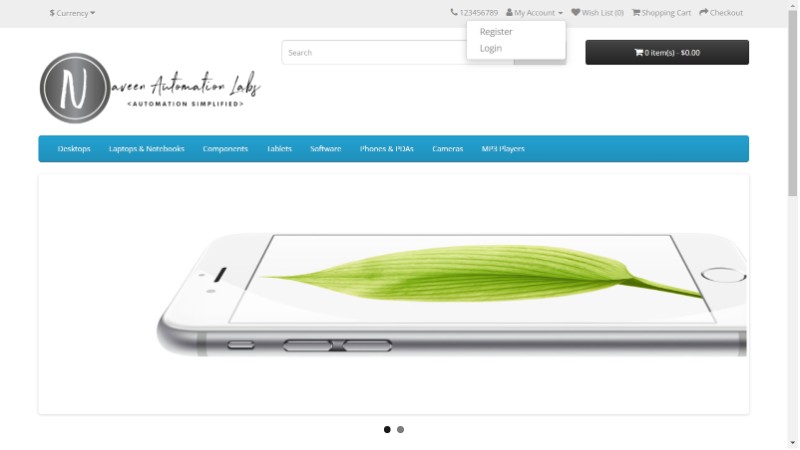 $ Currency
123456789 My Account Wish List (0) Shopping Cart Checkout
Register
Login
Search
0 item(s) - $0.00
Naveen Automation Labs
<AUTOMATION SIMPLIFIED>
Desktops Laptops & Notebooks Components Tablets Software Phones & PDAs Cameras MP3 Players